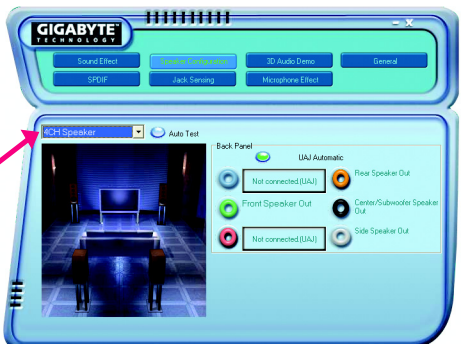 GIGABYTE™
TECHNOLOGY
– X
Sound Effect
Speaker Configuration
3D Audio Demo
General
SPDIF
Jack Sensing
Microphone Effect
4CH Speaker
Auto Test
Back Panel
UAJ Automatic
Not connected.(UAJ)
Rear Speaker Out
Front Speaker Out
Center/Subwoofer Speaker
Out
Not connected.(UAJ)
Side Speaker Out